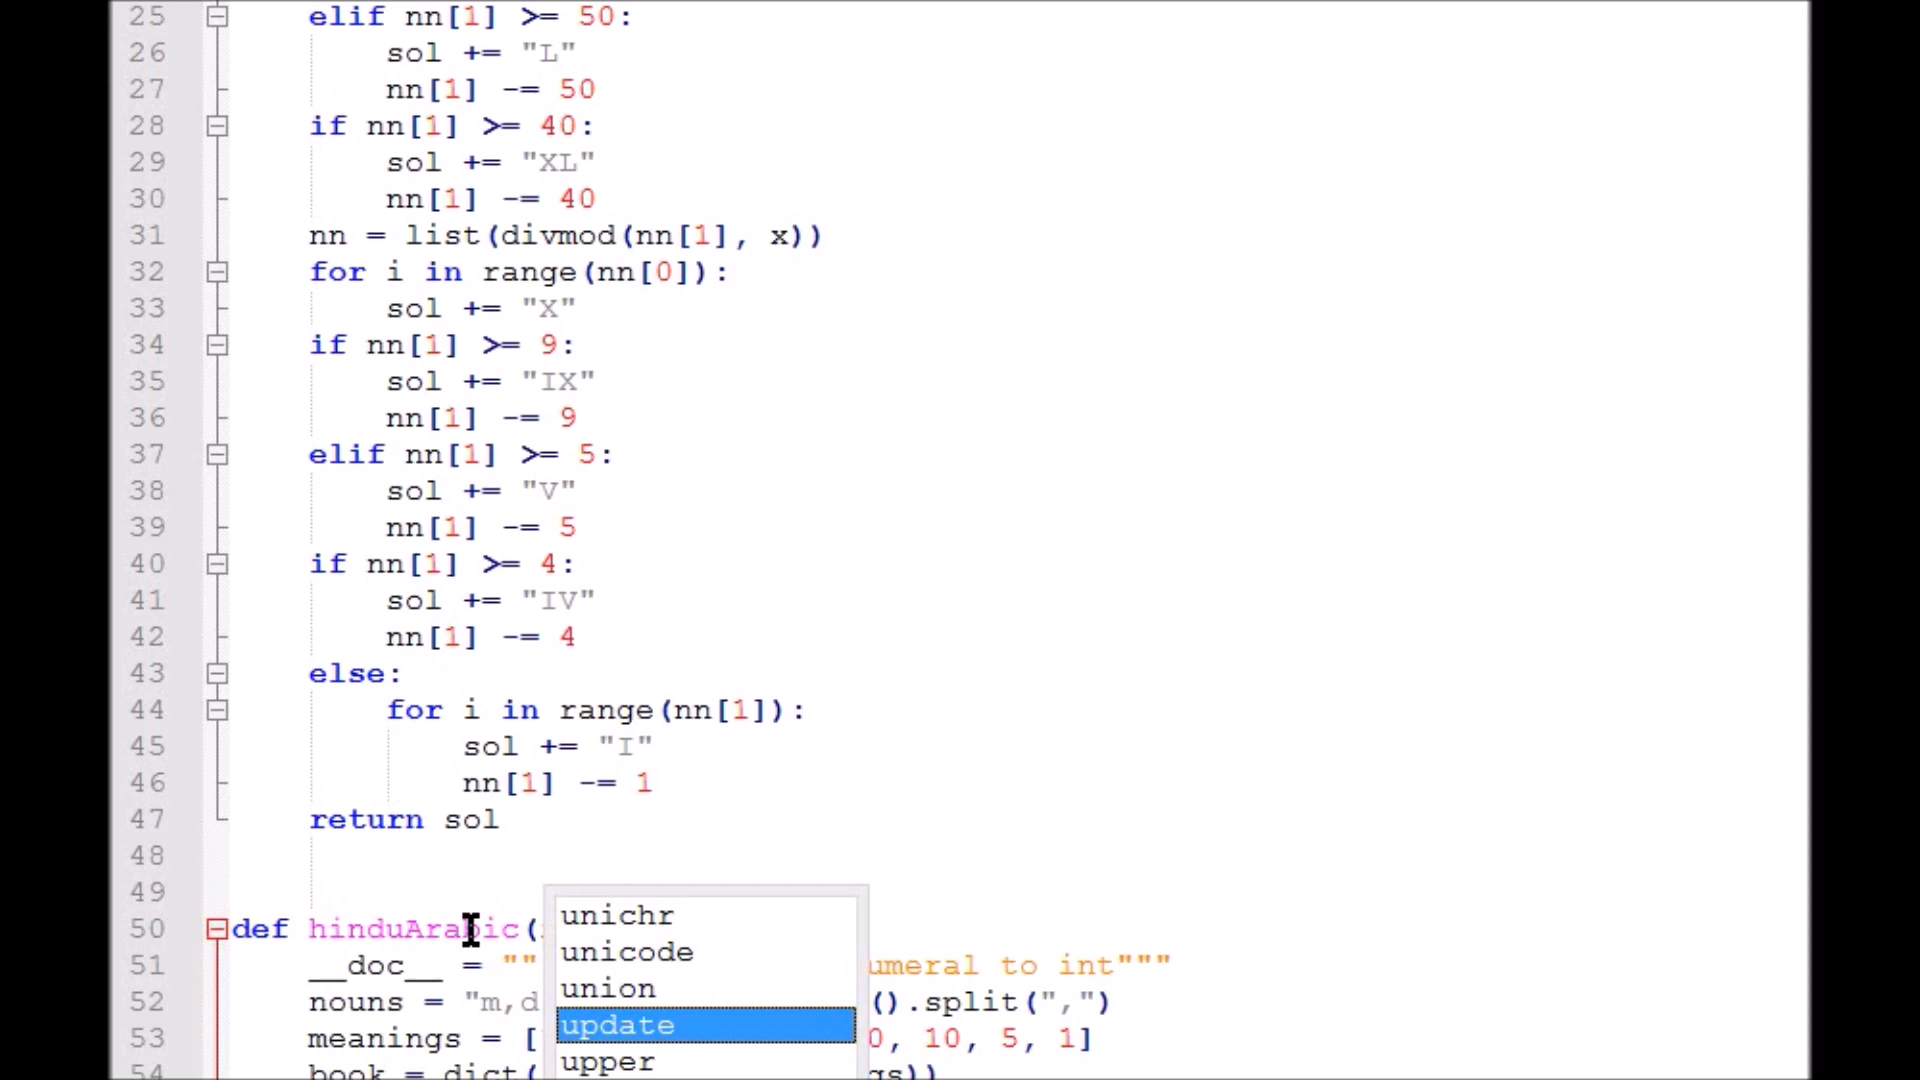 25 elif nn[1] >= 50:
26 sol += "L"
27 nn[1] -= 50
28 if nn[1] >= 40:
29 sol += "XL"
30 nn[1] -= 40
31 nn = list(divmod(nn[1], x))
32 for i in range(nn[0]):
33 sol += "X"
34 if nn[1] >= 9:
35 sol += "IX"
36 nn[1] -= 9
37 elif nn[1] >= 5:
38 sol += "V"
39 nn[1] -= 5
40 if nn[1] >= 4:
41 sol += "IV"
42 nn[1] -= 4
43 else:
44 for i in range(nn[1]):
45 sol += "I"
46 nn[1] -= 1
47 return sol
48
49
50 def hinduArabic(
51 __doc__ = "" umeral to int"""
52 nouns = "m,d ().split(",")
53 meanings = [ 0, 10, 5, 1]
54 book = dict( gs))
unichr
unicode
union
update
upper